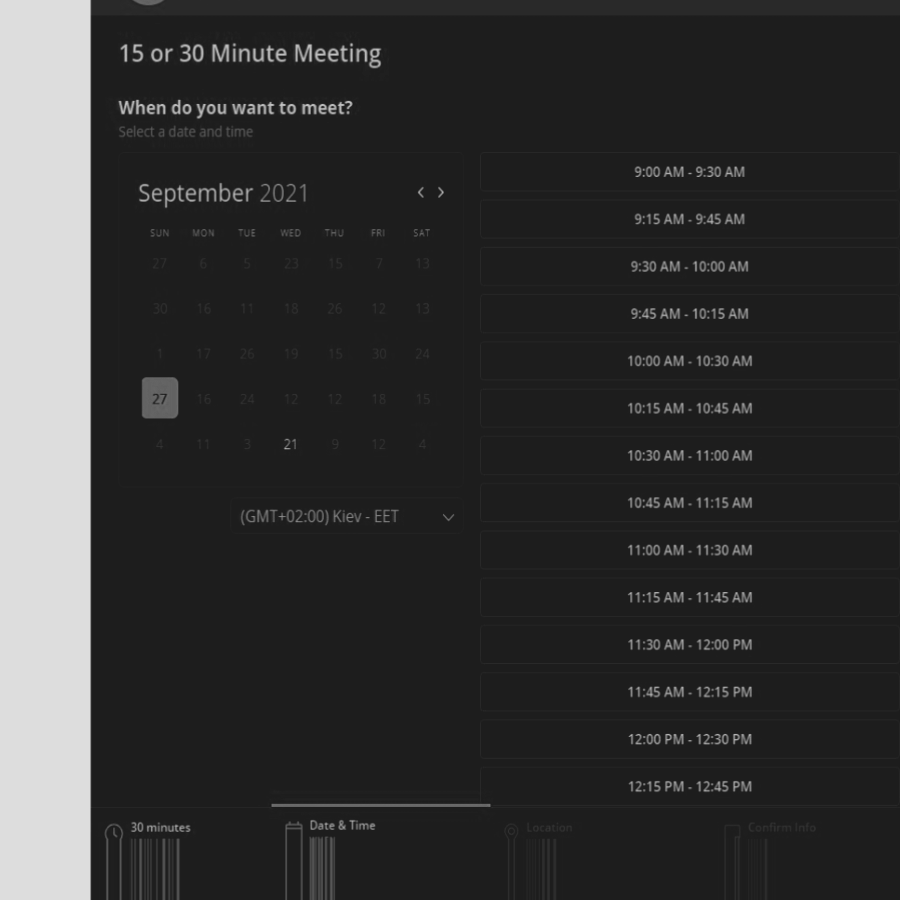 15 or 30 Minute Meeting
When do you want to meet?
Select a date and time
September 2021
SUN MON TUE WED THU FRI SAT
27 6 5 23 15 7 13
30 16 11 18 26 12 13
1 17 26 19 15 30 24
27 16 24 12 12 18 15
4 11 3 21 9 12 4
(GMT+02:00) Kiev - EET
9:00 AM - 9:30 AM
9:15 AM - 9:45 AM
9:30 AM - 10:00 AM
9:45 AM - 10:15 AM
10:00 AM - 10:30 AM
10:15 AM - 10:45 AM
10:30 AM - 11:00 AM
10:45 AM - 11:15 AM
11:00 AM - 11:30 AM
11:15 AM - 11:45 AM
11:30 AM - 12:00 PM
11:45 AM - 12:15 PM
12:00 PM - 12:30 PM
12:15 PM - 12:45 PM
30 minutes
Date & Time
Location
Confirm Info